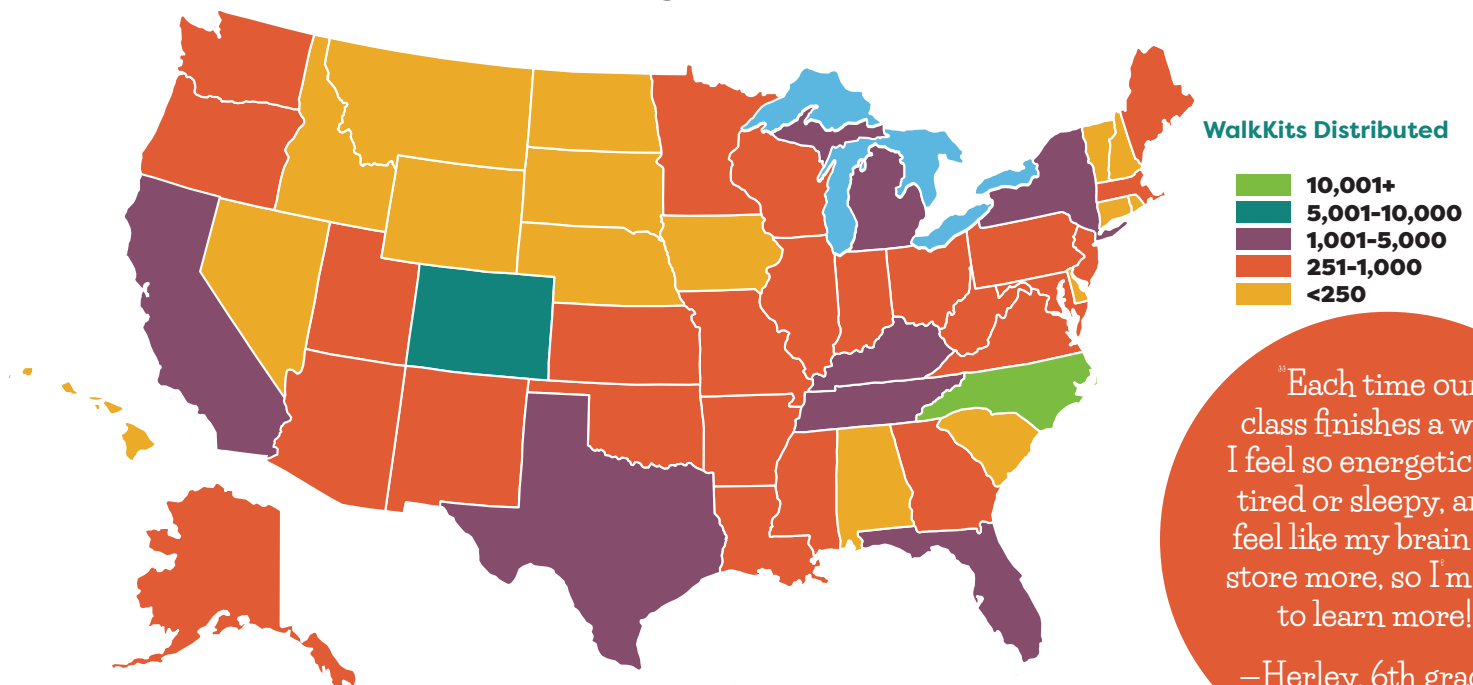 WalkKits Distributed
10,001+
5,001-10,000
1,001-5,000
251-1,000
<250
"Each time our
class finishes a
I feel so energetic
tired or sleepy,
feel like my brain
store more, so I'm
to learn more!
—Herley, 6th